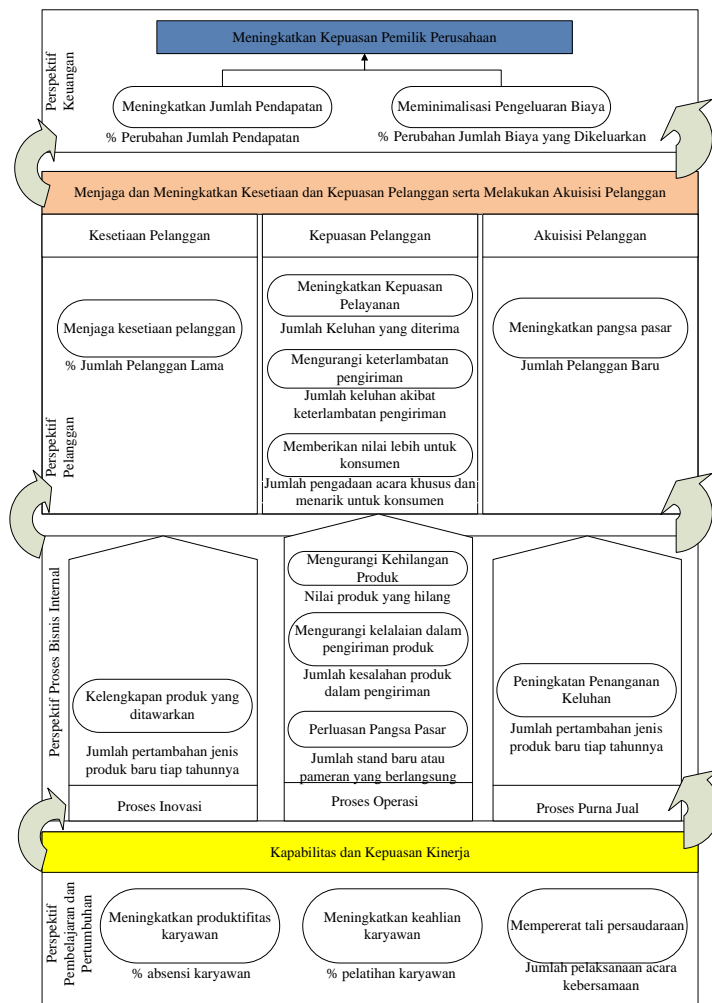 Perspektif
Keuangan
Meningkatkan Kepuasan Pemilik Perusahaan
Meningkatkan Jumlah Pendapatan
% Perubahan Jumlah Pendapatan
Meminimalisasi Pengeluaran Biaya
% Perubahan Jumlah Biaya yang Dikeluarkan
Menjaga dan Meningkatkan Kesetiaan dan Kepuasan Pelanggan serta Melakukan Akuisisi Pelanggan
Perspektif
Pelanggan
Kesetiaan Pelanggan
Menjaga kesetiaan pelanggan
% Jumlah Pelanggan Lama
Kepuasan Pelanggan
Meningkatkan Kepuasan
Pelayanan
Jumlah Keluhan yang diterima
Mengurangi keterlambatan
pengiriman
Jumlah keluhan akibat
keterlambatan pengiriman
Memberikan nilai lebih untuk
konsumen
Jumlah pengadaan acara khusus dan
menarik untuk konsumen
Akuisisi Pelanggan
Meningkatkan pangsa pasar
Jumlah Pelanggan Baru
Perspektif Proses Bisnis Internal
Kelengkapan produk yang
ditawarkan
Jumlah pertambahan jenis
produk baru tiap tahunnya
Proses Inovasi
Mengurangi Kehilangan
Produk
Nilai produk yang hilang
Mengurangi kelalaian dalam
pengiriman produk
Jumlah kesalahan produk
dalam pengiriman
Perluasan Pangsa Pasar
Jumlah stand baru atau
pameran yang berlangsung
Proses Operasi
Peningkatan Penanganan
Keluhan
Jumlah pertambahan jenis
produk baru tiap tahunnya
Proses Purna Jual
Kapabilitas dan Kepuasan Kinerja
Perspektif
Pembelajaran dan
Pertumbuhan
Meningkatkan produktifitas
karyawan
% absensi karyawan
Meningkatkan keahlian
karyawan
% pelatihan karyawan
Mempererat tali persaudaraan
Jumlah pelaksanaan acara
kebersamaan